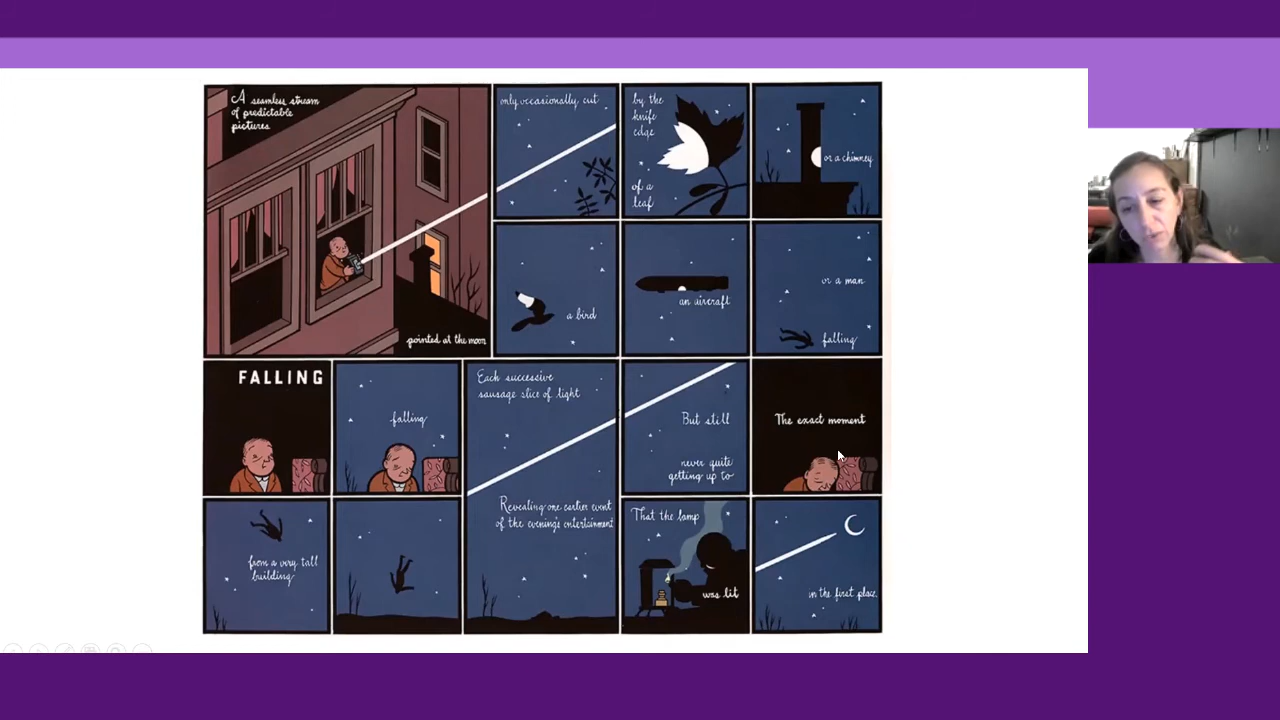 A seamless stream
of predictable
pictures
pointed at the moon
only occasionally cut
by the
knife
edge
of a
leaf
or a chimney
a bird
an aircraft
or a man
falling
FALLING
falling
Each successive
sausage slice of light
Revealing one earlier event
of the evening's entertainment
But still
never quite
getting up to
The exact moment
from a very tall
building
That the lamp
was lit
in the first place.